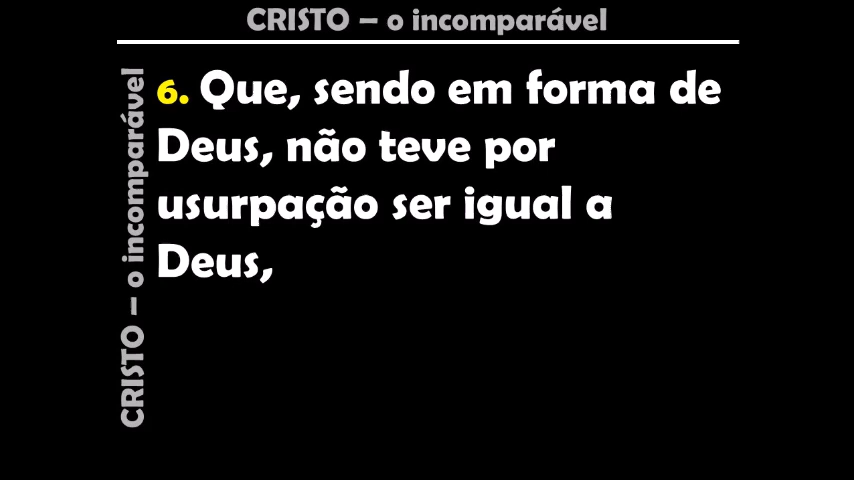 CRISTO – o incomparável
CRISTO – o incomparável
6. Que, sendo em forma de
Deus, não teve por
usurpação ser igual a
Deus,